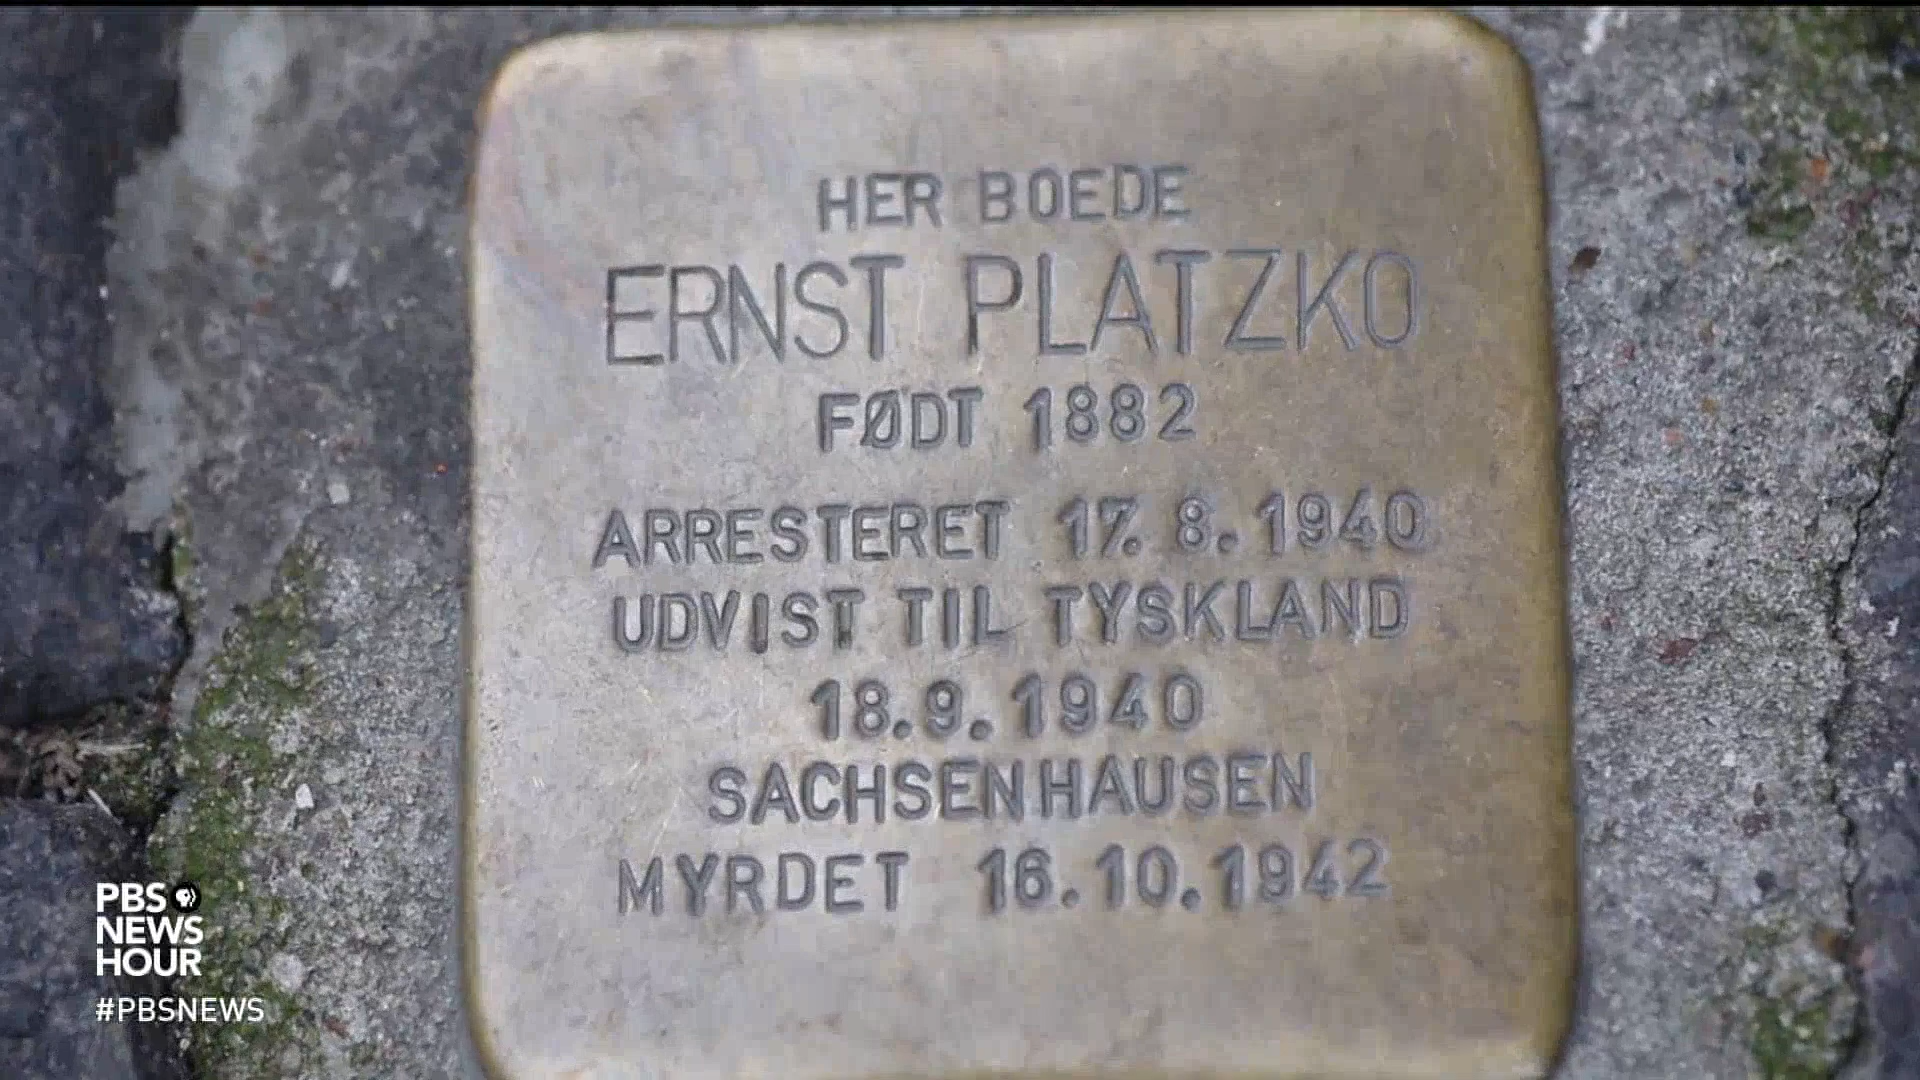 HER BOEDE
ERNST PLATZKO
FØDT 1882
ARRESTERET 17. 8. 1940
UDVIST TIL TYSKLAND
18.9.1940
SACHSENHAUSEN
MYRDET 16.10.1942
PBS
NEWS
HOUR
#PBSNEWS